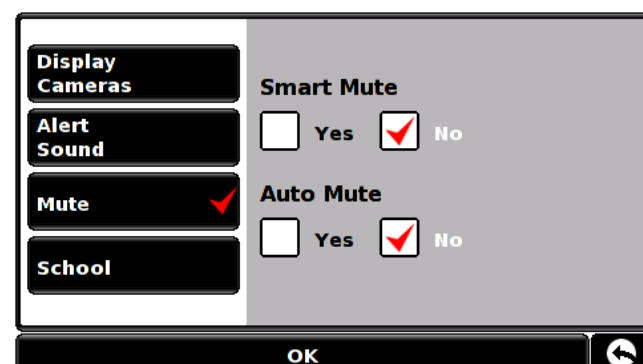 Display
Cameras
Alert
Sound
Mute
School
Smart Mute
Yes No
Auto Mute
Yes No
OK